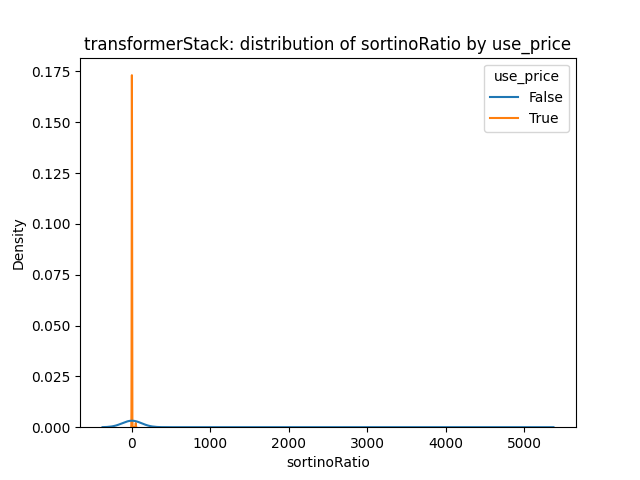 transformerStack: distribution of sortinoRatio by use_price
use_price
False
True
Density
0.175
0.150
0.125
0.100
0.075
0.050
0.025
0.000
0 1000 2000 3000 4000 5000
sortinoRatio